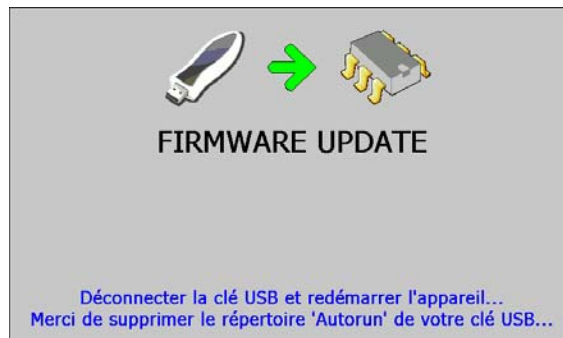 FIRMWARE UPDATE
Déconnecter la clé USB et redémarrer l'appareil...
Merci de supprimer le répertoire 'Autorun' de votre clé USB...